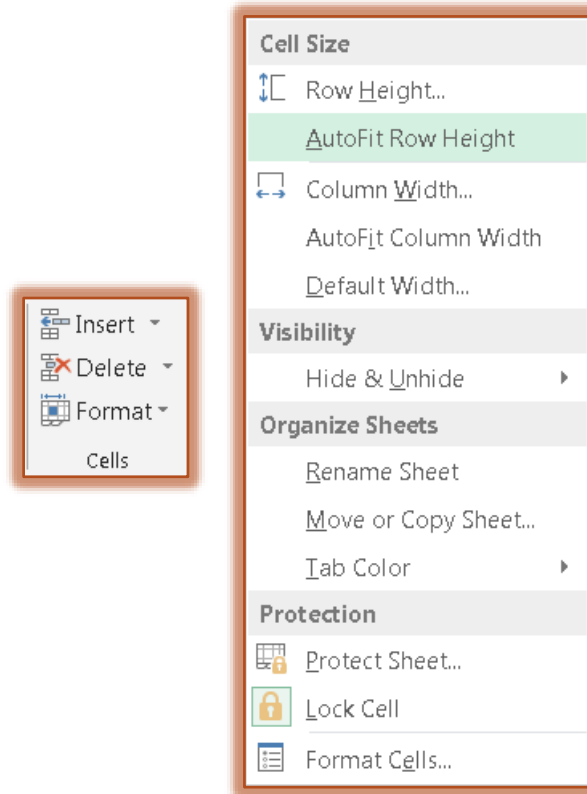 Insert
Delete
Format
Cells
Cell Size
Row Height...
AutoFit Row Height
Column Width...
AutoFit Column Width
Default Width...
Visibility
Hide & Unhide
Organize Sheets
Rename Sheet
Move or Copy Sheet...
Tab Color
Protection
Protect Sheet...
Lock Cell
Format Cells...